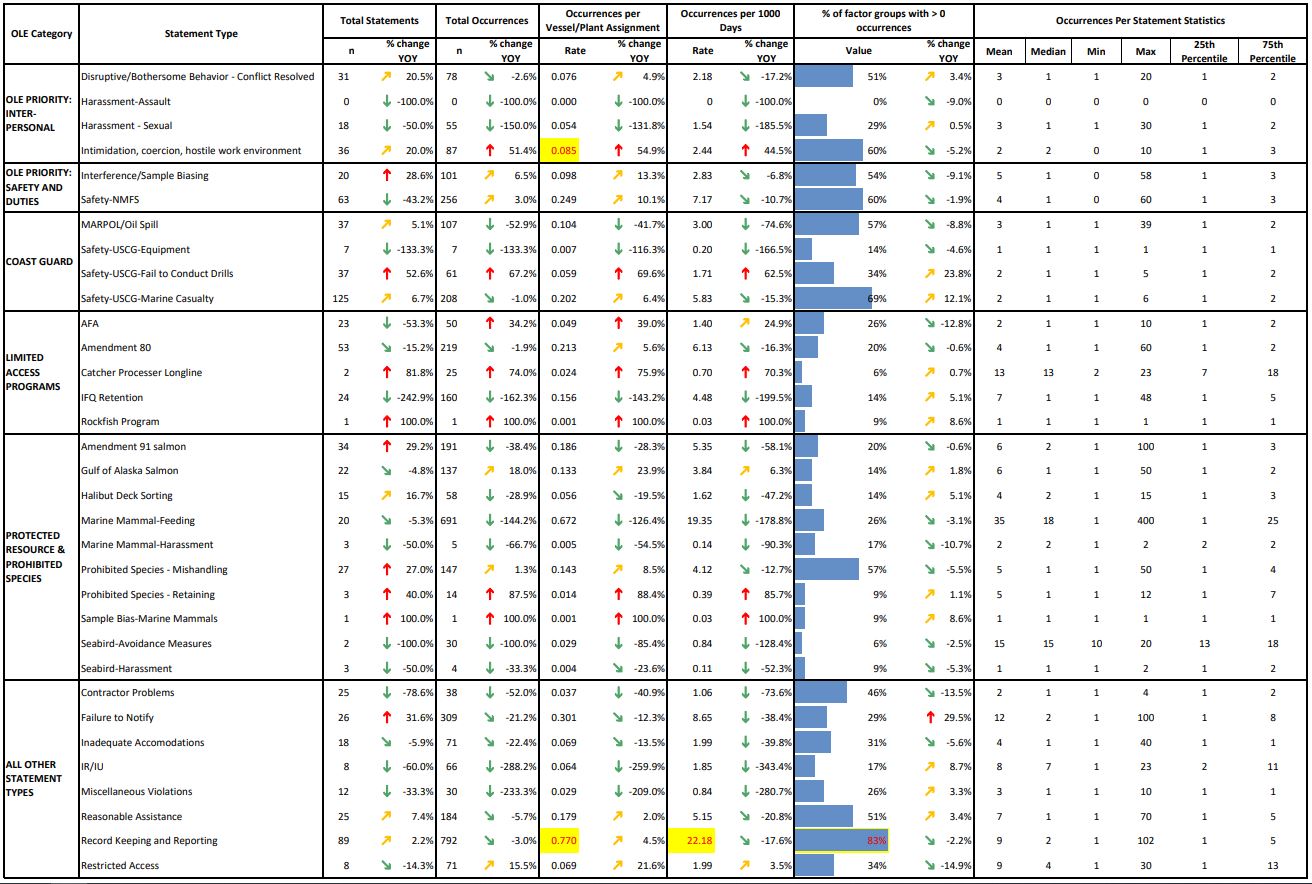 OLE Category Statement Type Total Statements Total Occurrences Occurrences per Vessel/Plant Assignment Occurrences per 1000 Days % of factor groups with > 0 occurrences Occurrences Per Statement Statistics
n % change YOY n % change YOY Rate % change YOY Rate % change YOY Value % change YOY Mean Median Min Max 25th Percentile 75th Percentile
OLE PRIORITY: INTER-PERSONAL
Disruptive/Bothersome Behavior - Conflict Resolved 31 ↗ 20.5% 78 ↘ -2.6% 0.076 ↗ 4.9% 2.18 ↘ -17.2% 51% ↗ 3.4% 3 1 1 20 1 2
Harassment-Assault 0 ↓ -100.0% 0 ↓ -100.0% 0.000 ↓ -100.0% 0 ↓ -100.0% 0% ↘ -9.0% 0 0 0 0 0 0
Harassment - Sexual 18 ↓ -50.0% 55 ↓ -150.0% 0.054 ↓ -131.8% 1.54 ↓ -185.5% 29% ↗ 0.5% 3 1 1 30 1 2
Intimidation, coercion, hostile work environment 36 ↗ 20.0% 87 ↑ 51.4% 0.085 ↑ 54.9% 2.44 ↑ 44.5% 60% ↘ -5.2% 2 2 0 10 1 3
OLE PRIORITY: SAFETY AND DUTIES
Interference/Sample Biasing 20 ↑ 28.6% 101 ↗ 6.5% 0.098 ↗ 13.3% 2.83 ↘ -6.8% 54% ↘ -9.1% 5 1 0 58 1 3
Safety-NMFS 63 ↓ -43.2% 256 ↗ 3.0% 0.249 ↗ 10.1% 7.17 ↘ -10.7% 60% ↘ -1.9% 4 1 0 60 1 3
COAST GUARD
MARPOL/Oil Spill 37 ↗ 5.1% 107 ↓ -52.9% 0.104 ↓ -41.7% 3.00 ↓ -74.6% 57% ↘ -8.8% 3 1 1 39 1 2
Safety-USCG-Equipment 7 ↓ -133.3% 7 ↓ -133.3% 0.007 ↓ -116.3% 0.20 ↓ -166.5% 14% ↘ -4.6% 1 1 1 1 1 1
Safety-USCG-Fail to Conduct Drills 37 ↑ 52.6% 61 ↑ 67.2% 0.059 ↑ 69.6% 1.71 ↑ 62.5% 34% ↗ 23.8% 2 1 1 5 1 2
Safety-USCG-Marine Casualty 125 ↗ 6.7% 208 ↘ -1.0% 0.202 ↗ 6.4% 5.83 ↘ -15.3% 69% ↗ 12.1% 2 1 1 6 1 2
LIMITED ACCESS PROGRAMS
AFA 23 ↓ -53.3% 50 ↑ 34.2% 0.049 ↑ 39.0% 1.40 ↗ 24.9% 26% ↘ -12.8% 2 1 1 10 1 2
Amendment 80 53 ↘ -15.2% 219 ↘ -1.9% 0.213 ↗ 5.6% 6.13 ↘ -16.3% 20% ↘ -0.6% 4 1 1 60 1 2
Catcher Processer Longline 2 ↑ 81.8% 25 ↑ 74.0% 0.024 ↑ 75.9% 0.70 ↑ 70.3% 6% ↗ 0.7% 13 13 2 23 7 18
IFQ Retention 24 ↓ -242.9% 160 ↓ -162.3% 0.156 ↓ -143.2% 4.48 ↓ -199.5% 14% ↗ 5.1% 7 1 1 48 1 5
Rockfish Program 1 ↑ 100.0% 1 ↑ 100.0% 0.001 ↑ 100.0% 0.03 ↑ 100.0% 9% ↗ 8.6% 1 1 1 1 1 1
PROTECTED RESOURCE & PROHIBITED SPECIES
Amendment 91 salmon 34 ↑ 29.2% 191 ↓ -38.4% 0.186 ↓ -28.3% 5.35 ↓ -58.1% 20% ↘ -0.6% 6 2 1 100 1 3
Gulf of Alaska Salmon 22 ↘ -4.8% 137 ↗ 18.0% 0.133 ↗ 23.9% 3.84 ↗ 6.3% 14% ↗ 1.8% 6 1 1 50 1 2
Halibut Deck Sorting 15 ↗ 16.7% 58 ↓ -28.9% 0.056 ↘ -19.5% 1.62 ↓ -47.2% 14% ↗ 5.1% 4 2 1 15 1 3
Marine Mammal-Feeding 20 ↘ -5.3% 691 ↓ -144.2% 0.672 ↓ -126.4% 19.35 ↓ -178.8% 26% ↘ -3.1% 35 18 1 400 1 25
Marine Mammal-Harassment 3 ↓ -50.0% 5 ↓ -66.7% 0.005 ↓ -54.5% 0.14 ↓ -90.3% 17% ↘ -10.7% 2 2 1 2 2 2
Prohibited Species - Mishandling 27 ↑ 27.0% 147 ↗ 1.3% 0.143 ↗ 8.5% 4.12 ↘ -12.7% 57% ↘ -5.5% 5 1 1 50 1 4
Prohibited Species - Retaining 3 ↑ 40.0% 14 ↑ 87.5% 0.014 ↑ 88.4% 0.39 ↑ 85.7% 9% ↗ 1.1% 5 1 1 12 1 7
Sample Bias-Marine Mammals 1 ↑ 100.0% 1 ↑ 100.0% 0.001 ↑ 100.0% 0.03 ↑ 100.0% 9% ↗ 8.6% 1 1 1 1 1 1
Seabird-Avoidance Measures 2 ↓ -100.0% 30 ↓ -100.0% 0.029 ↓ -85.4% 0.84 ↓ -128.4% 6% ↘ -2.5% 15 15 10 20 13 18
Seabird-Harassment 3 ↓ -50.0% 4 ↓ -33.3% 0.004 ↘ -23.6% 0.11 ↓ -52.3% 9% ↘ -5.3% 1 1 1 2 1 2
ALL OTHER STATEMENT TYPES
Contractor Problems 25 ↓ -78.6% 38 ↓ -52.0% 0.037 ↓ -40.9% 1.06 ↓ -73.6% 46% ↘ -13.5% 2 1 1 4 1 2
Failure to Notify 26 ↑ 31.6% 309 ↘ -21.2% 0.301 ↘ -12.3% 8.65 ↓ -38.4% 29% ↑ 29.5% 12 2 1 100 1 8
Inadequate Accomodations 18 ↘ -5.9% 71 ↘ -22.4% 0.069 ↘ -13.5% 1.99 ↓ -39.8% 31% ↘ -5.6% 4 1 1 40 1 1
IR/IU 8 ↓ -60.0% 66 ↓ -288.2% 0.064 ↓ -259.9% 1.85 ↓ -343.4% 17% ↗ 8.7% 8 7 1 23 2 11
Miscellaneous Violations 12 ↓ -33.3% 30 ↓ -233.3% 0.029 ↓ -209.0% 0.84 ↓ -280.7% 26% ↗ 3.3% 3 1 1 10 1 1
Reasonable Assistance 25 ↗ 7.4% 184 ↘ -5.7% 0.179 ↗ 2.0% 5.15 ↘ -20.8% 51% ↗ 3.4% 7 1 1 70 1 5
Record Keeping and Reporting 89 ↗ 2.2% 792 ↘ -3.0% 0.770 ↗ 4.5% 22.18 ↘ -17.6% 83% ↘ -2.2% 9 2 1 102 1 5
Restricted Access 8 ↘ -14.3% 71 ↗ 15.5% 0.069 ↗ 21.6% 1.99 ↗ 3.5% 34% ↘ -14.9% 9 4 1 30 1 13